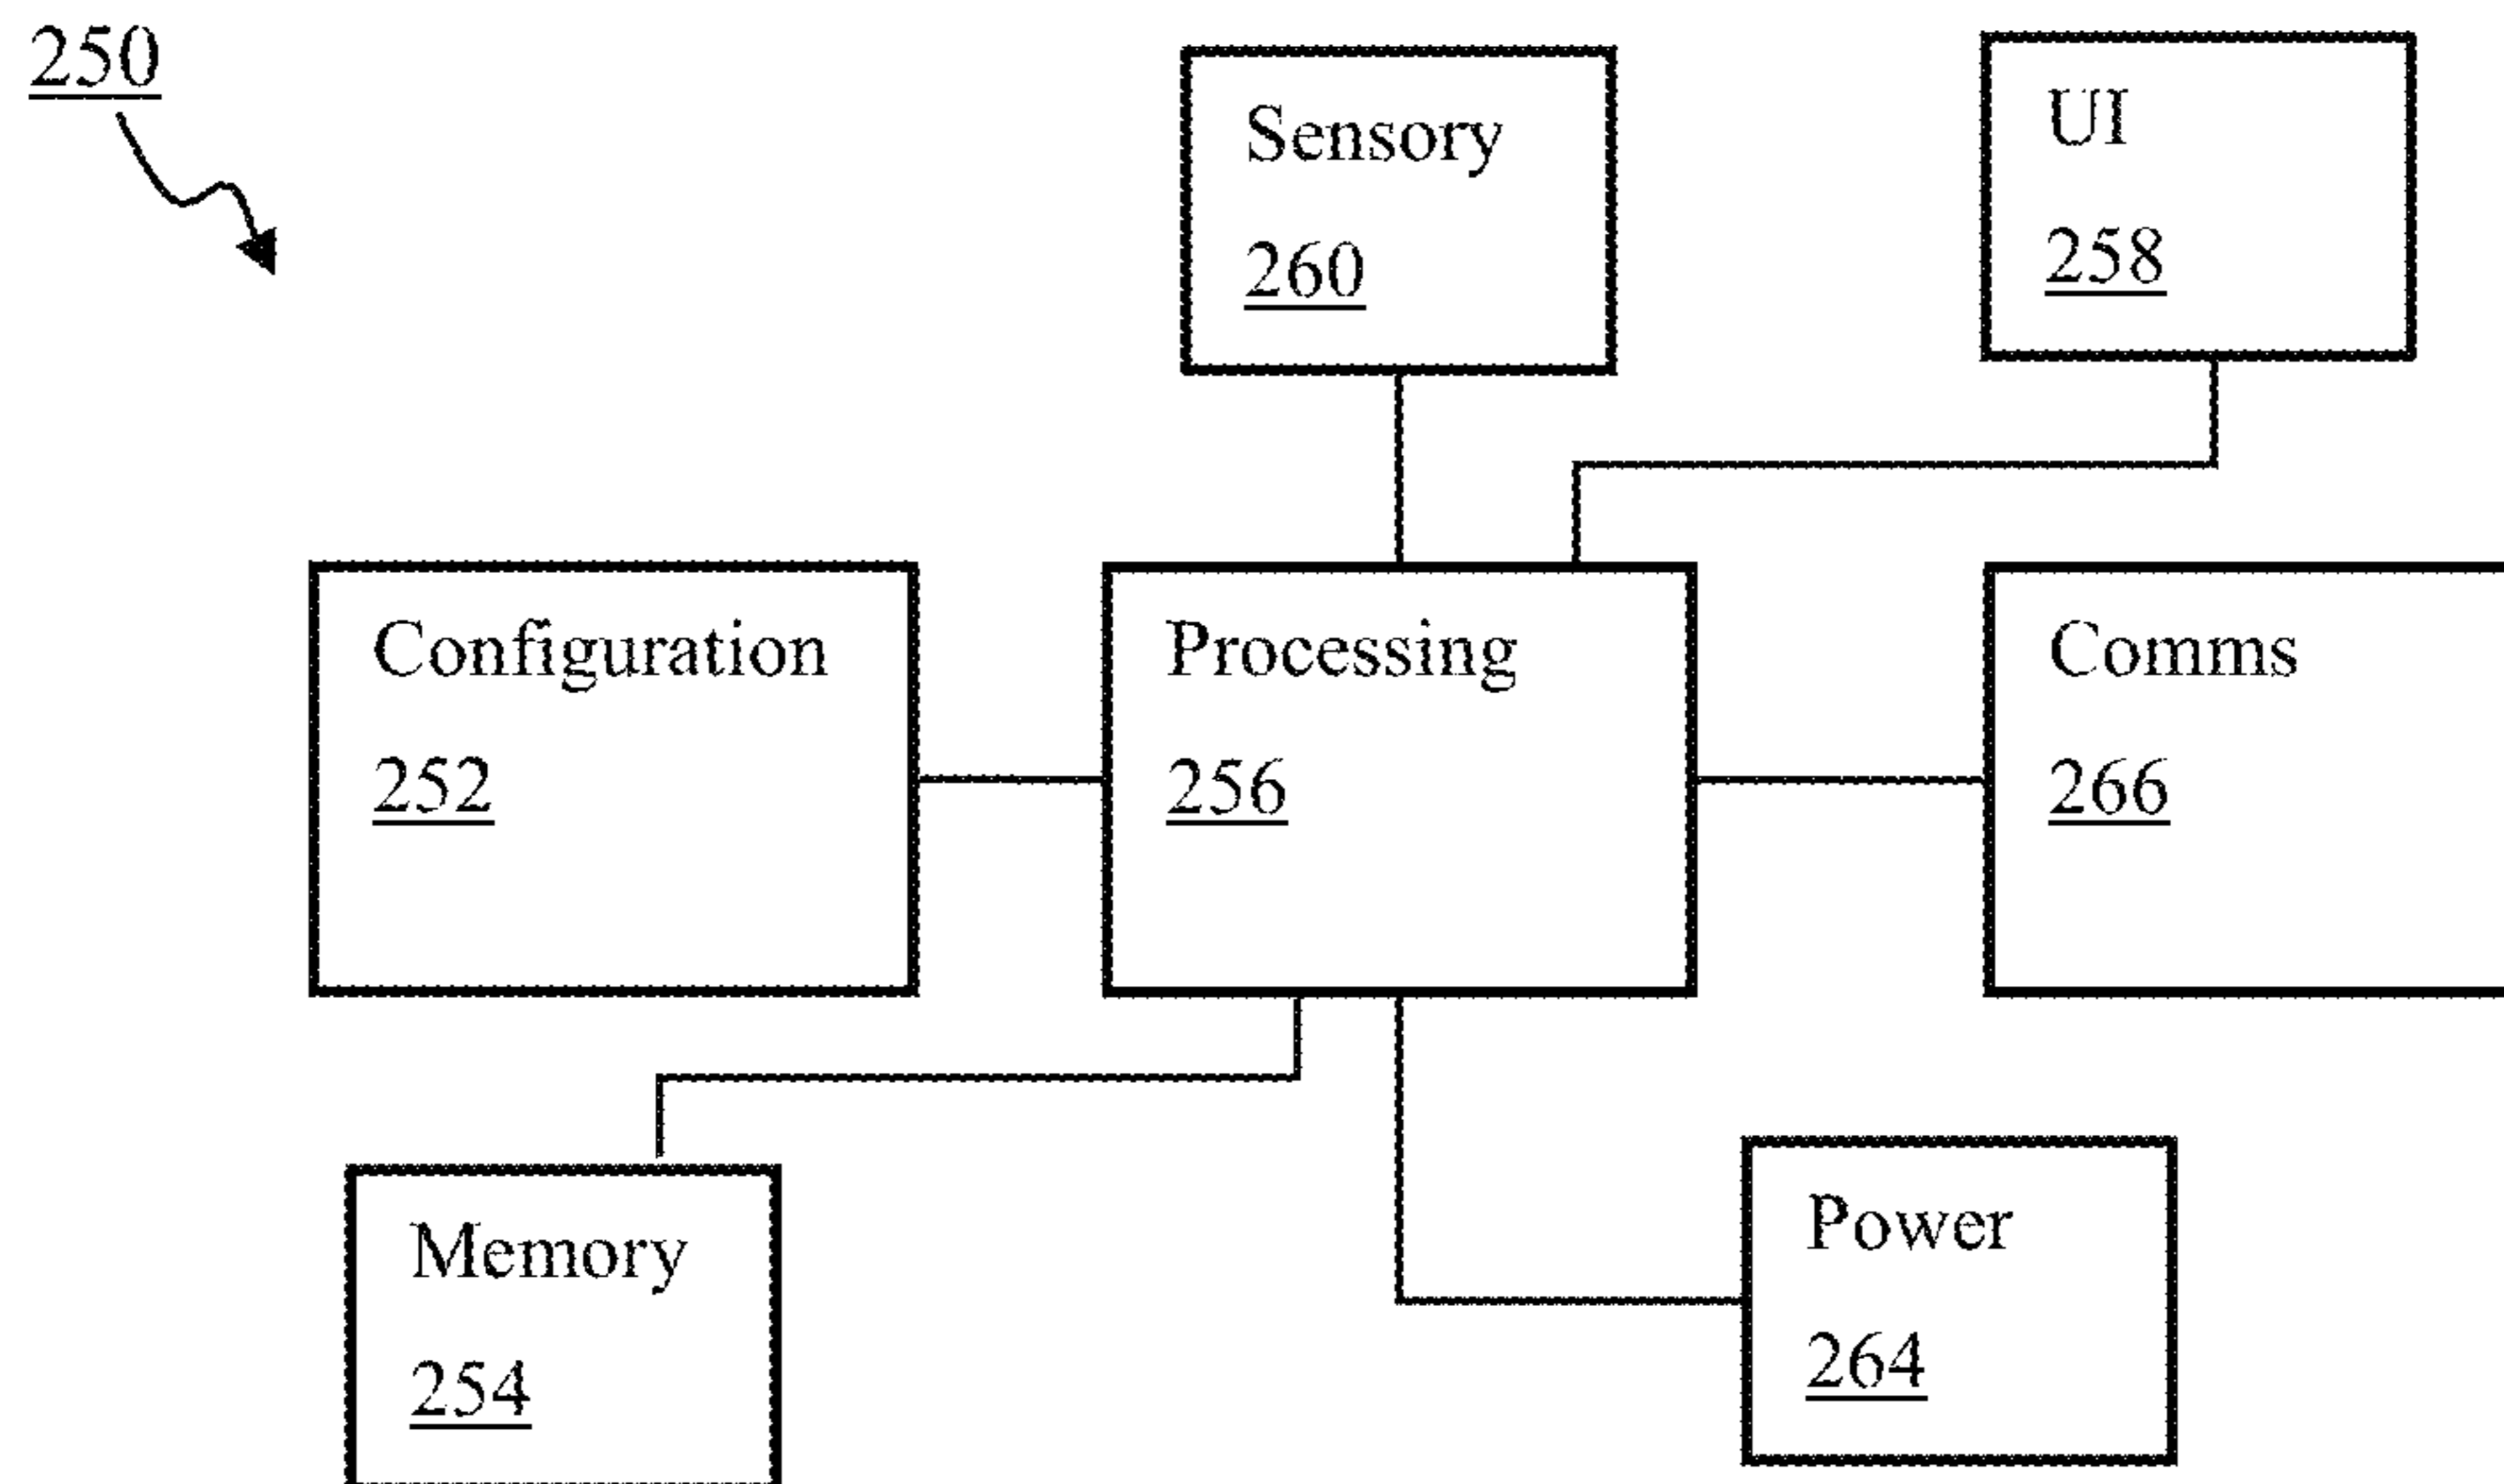 250
Sensory
260
UI
258
Configuration
252
Processing
256
Comms
266
Memory
254
Power
264